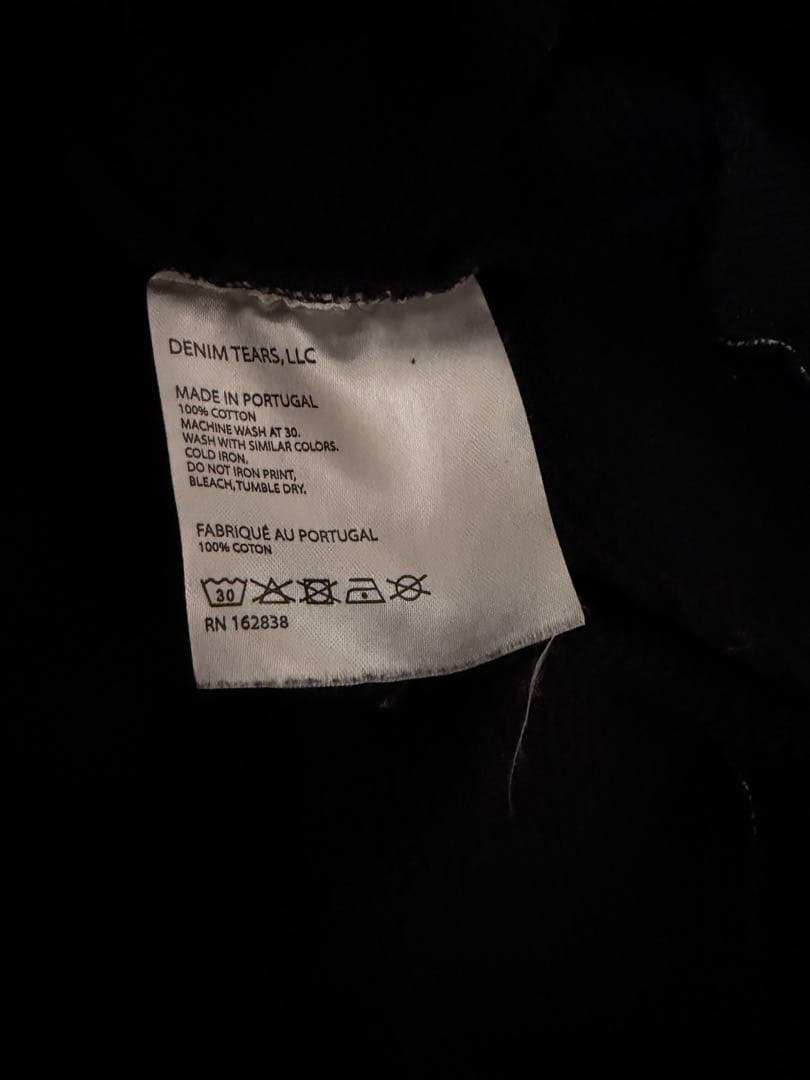 DENIM TEARS, LLC
MADE IN PORTUGAL
100% COTTON
MACHINE WASH AT 30.
WASH WITH SIMILAR COLORS.
COLD IRON,
DO NOT IRON PRINT,
BLEACH, TUMBLE DRY.
FABRIQUÉ AU PORTUGAL
100% COTON
30
RN 162838